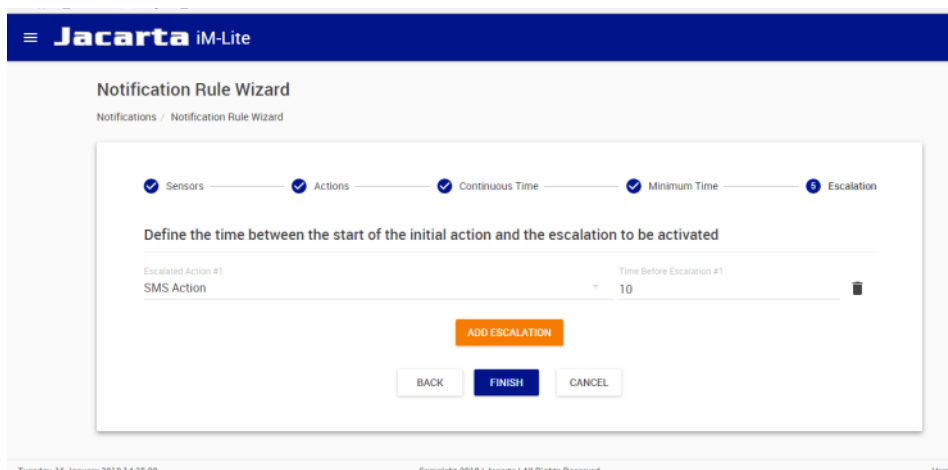 Jacarta iM-Lite
Notification Rule Wizard
Notifications / Notification Rule Wizard
Sensors Actions Continuous Time Minimum Time 5 Escalation
Define the time between the start of the initial action and the escalation to be activated
Escalated Action #1 Time Before Escalation #1
SMS Action 10
ADD ESCALATION
BACK FINISH CANCEL